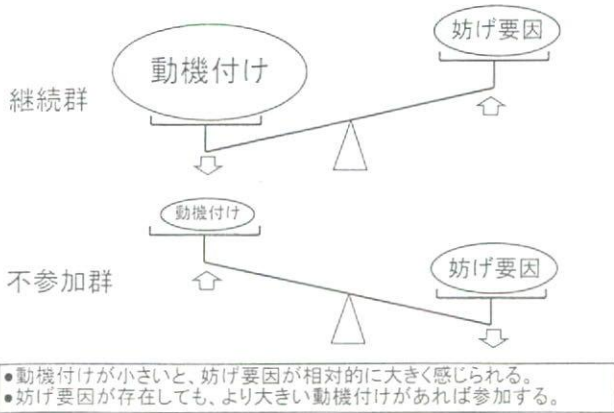 動機付け
妨げ要因
継続群
動機付け
不参加群
妨げ要因
●動機付けが小さいと、妨げ要因が相対的に大きく感じられる。
●妨げ要因が存在しても、より大きい動機付けがあれば参加する。